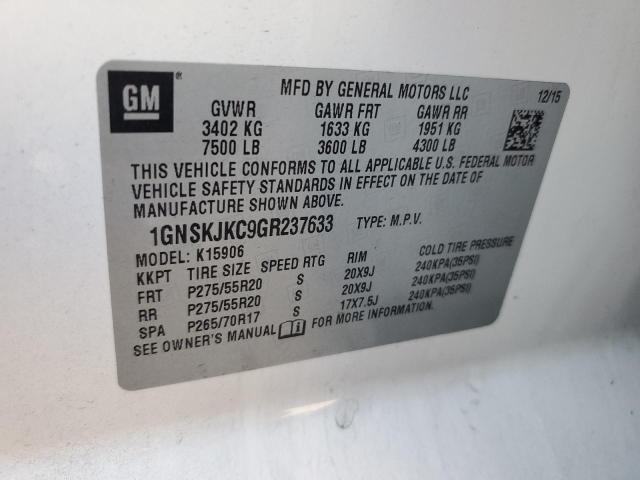 GM ®
MFD BY GENERAL MOTORS LLC 12/15
GVWR GAWR FRT GAWR RR
3402 KG 1633 KG 1951 KG
7500 LB 3600 LB 4300 LB
THIS VEHICLE CONFORMS TO ALL APPLICABLE U.S. FEDERAL MOTOR
VEHICLE SAFETY STANDARDS IN EFFECT ON THE DATE OF
MANUFACTURE SHOWN ABOVE.
1GNSKJKC9GR237633 TYPE: M.P.V.
MODEL: K15906
KKPT TIRE SIZE SPEED RTG RIM COLD TIRE PRESSURE
FRT P275/55R20 S 20X9J 240KPA(35PSI)
RR P275/55R20 S 20X9J 240KPA(35PSI)
SPA P265/70R17 S 17X7.5J 240KPA(35PSI)
SEE OWNER'S MANUAL FOR MORE INFORMATION.